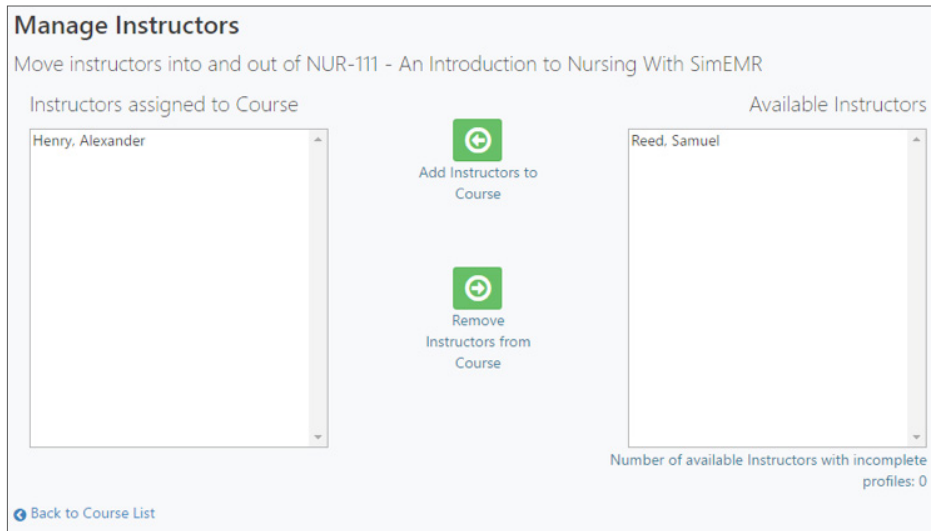 Manage Instructors
Move instructors into and out of NUR-111 - An Introduction to Nursing With SimEMR
Instructors assigned to Course
Henry, Alexander
Add Instructors to
Course
Remove
Instructors from
Course
Available Instructors
Reed, Samuel
Number of available Instructors with incomplete
profiles: 0
Back to Course List